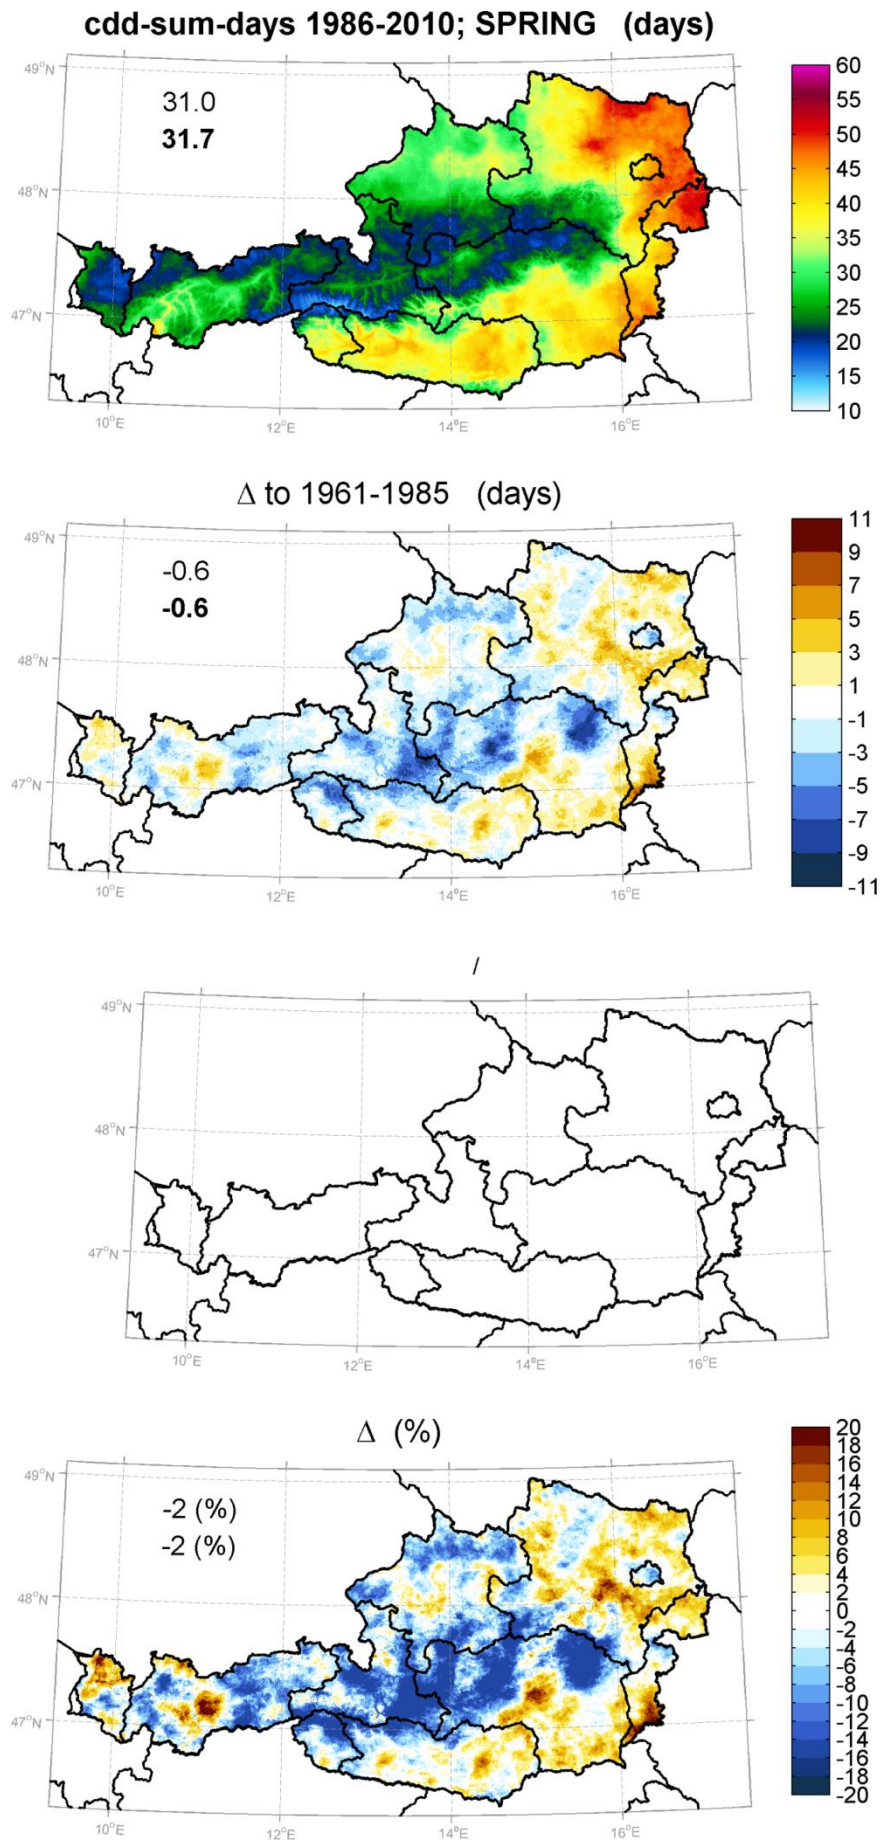 cdd-sum-days 1986-2010; SPRING (days)
31.0
31.7
49°N
48°N
47°N
10°E
12°E
14°E
16°E
60
55
50
45
40
35
30
25
20
15
10
Δ to 1961-1985 (days)
-0.6
-0.6
49°N
48°N
47°N
10°E
12°E
14°E
16°E
11
9
7
5
3
1
-1
-3
-5
-7
-9
-11
/
49°N
48°N
47°N
10°E
12°E
14°E
16°E
Δ (%)
-2 (%)
-2 (%)
49°N
48°N
47°N
10°E
12°E
14°E
16°E
20
18
16
14
12
10
8
6
4
2
0
-2
-4
-6
-8
-10
-12
-14
-16
-18
-20